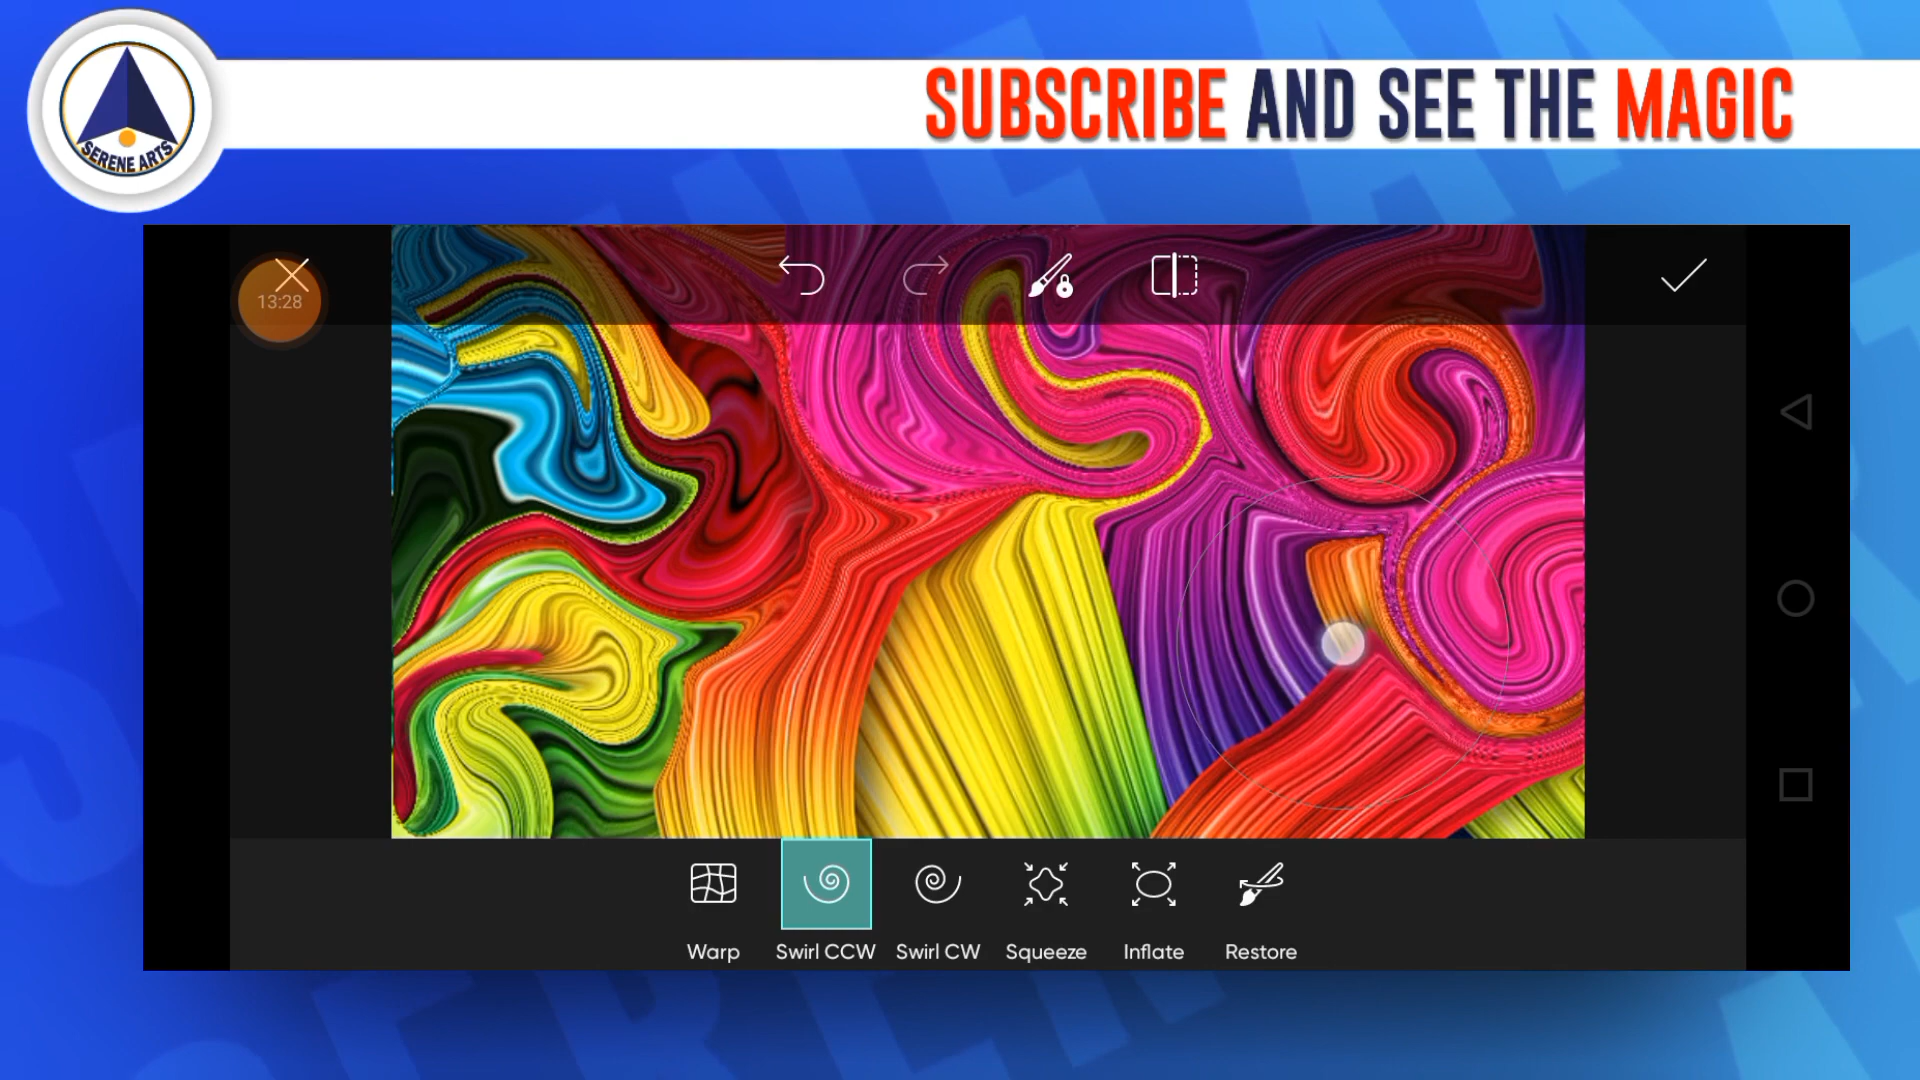 SUBSCRIBE AND SEE THE MAGIC
SERENE ARTS
13:28
Warp
Swirl CCW
Swirl CW
Squeeze
Inflate
Restore